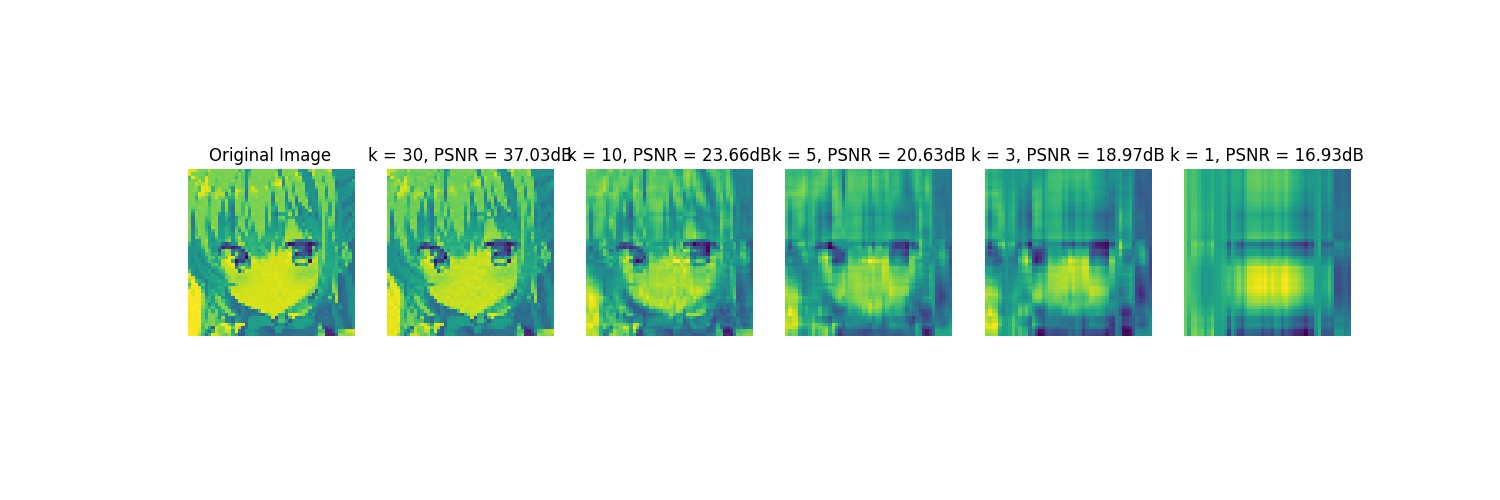 Original Image
k = 30, PSNR = 37.03dB
k = 10, PSNR = 23.66dB
k = 5, PSNR = 20.63dB
k = 3, PSNR = 18.97dB
k = 1, PSNR = 16.93dB